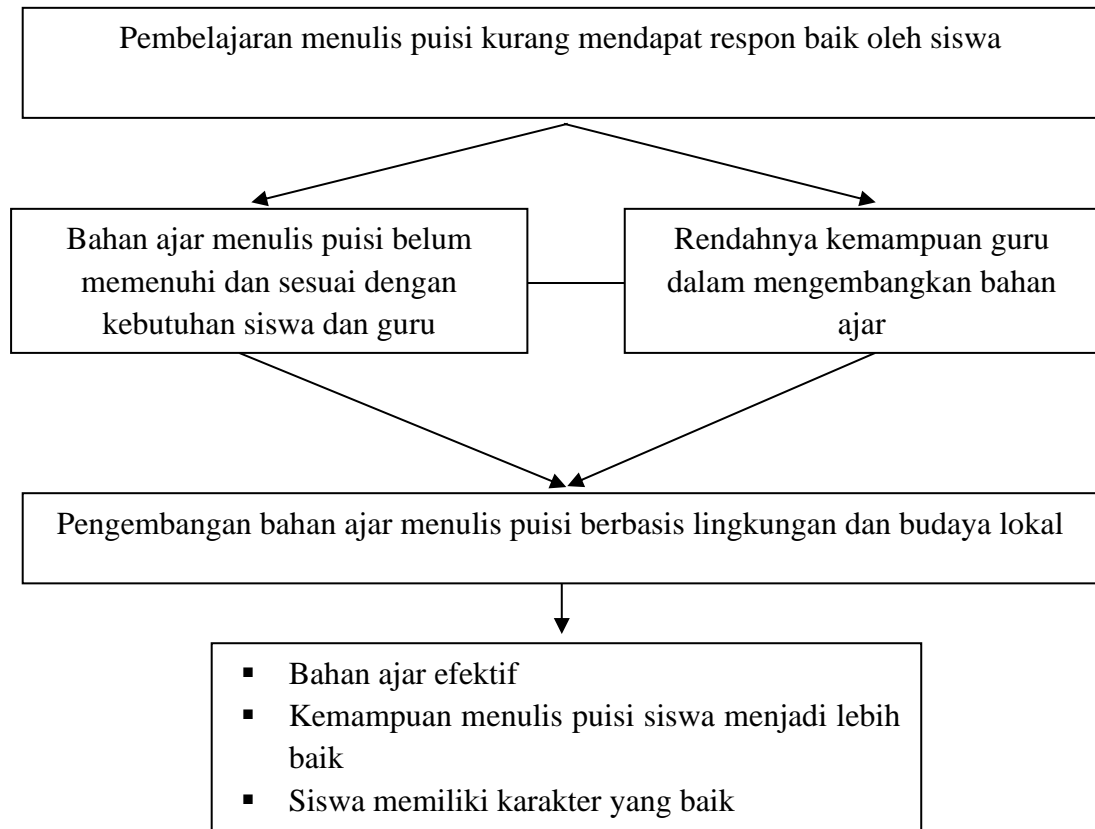 Pembelajaran menulis puisi kurang mendapat respon baik oleh siswa
Bahan ajar menulis puisi belum
memenuhi dan sesuai dengan
kebutuhan siswa dan guru
Rendahnya kemampuan guru
dalam mengembangkan bahan
ajar
Pengembangan bahan ajar menulis puisi berbasis lingkungan dan budaya lokal
▪ Bahan ajar efektif
▪ Kemampuan menulis puisi siswa menjadi lebih
baik
▪ Siswa memiliki karakter yang baik